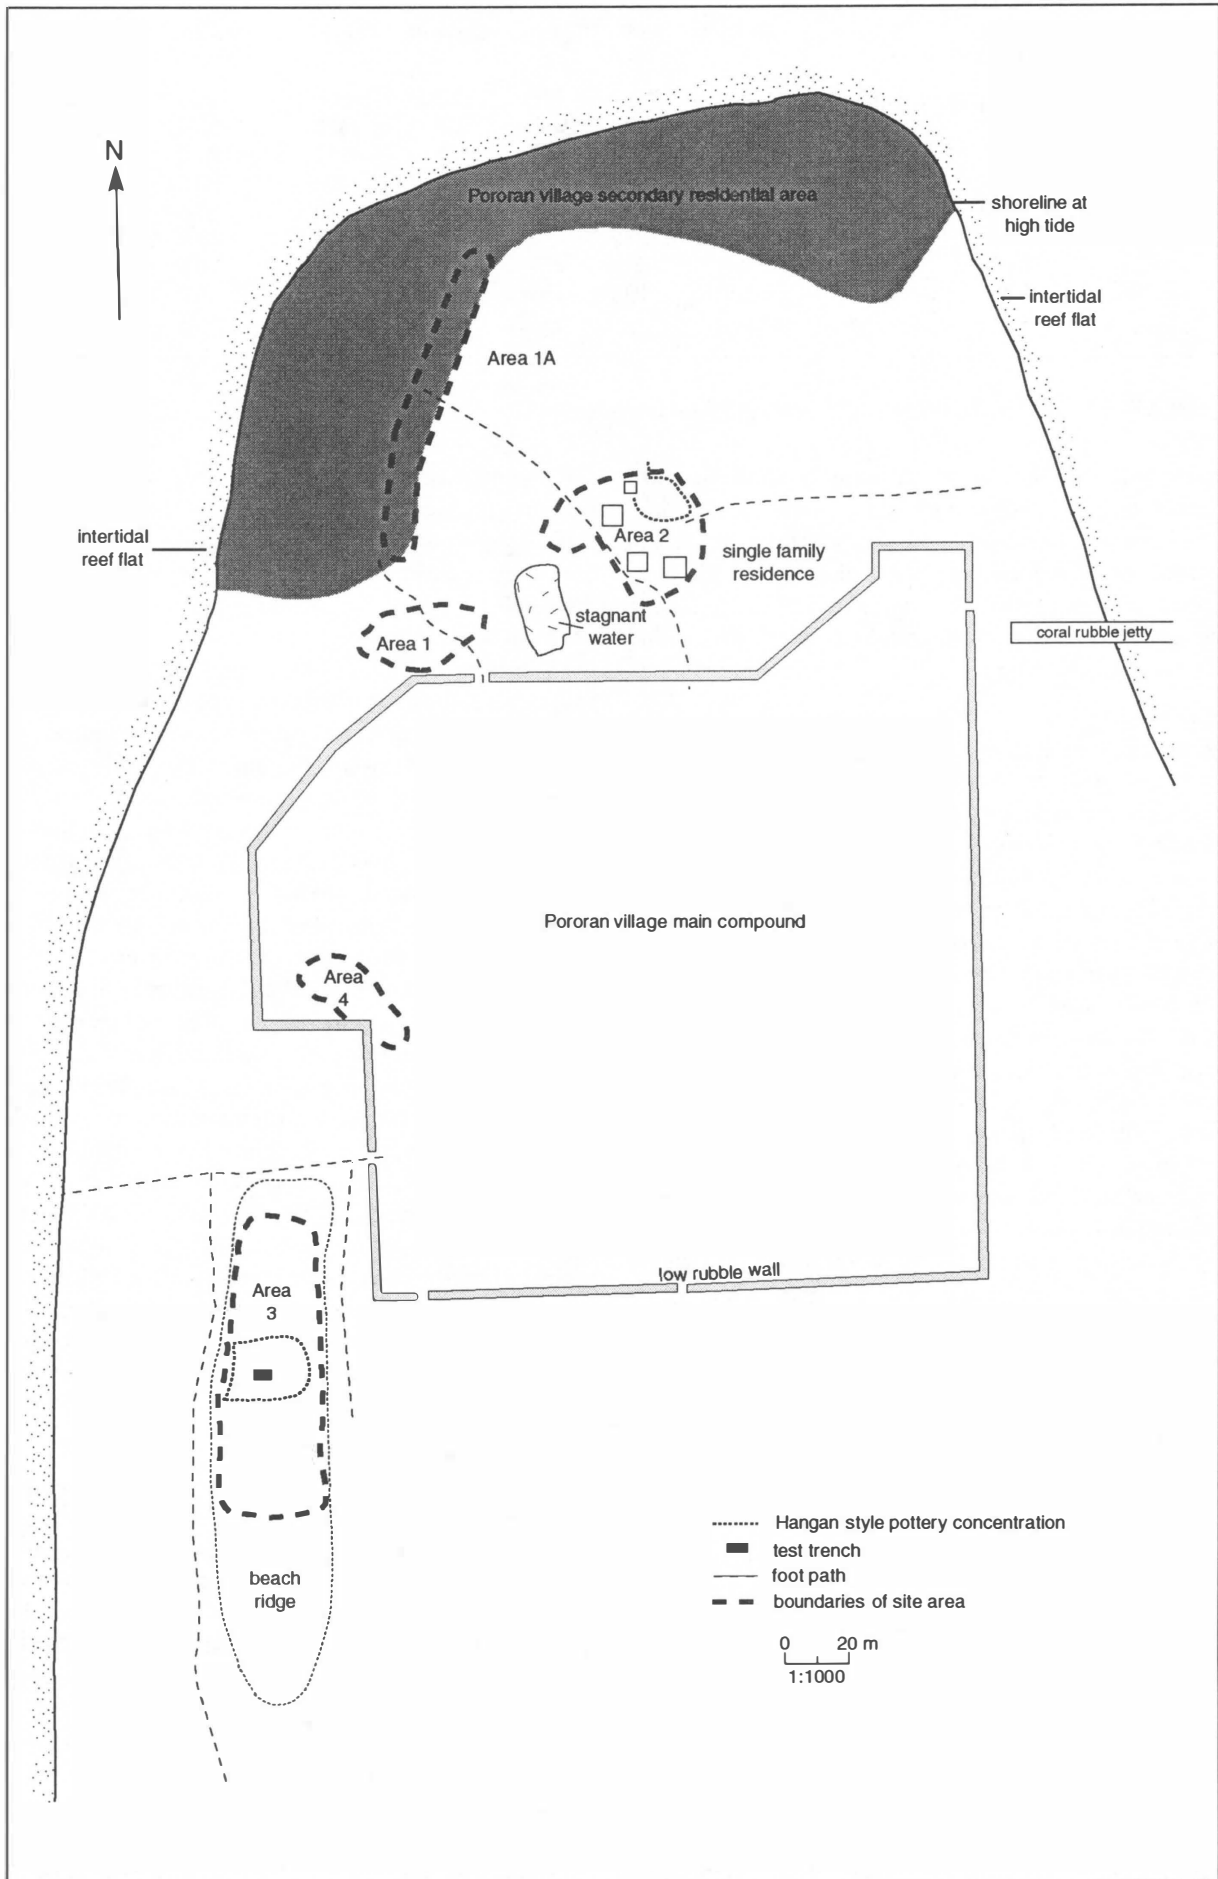 N
Pororan village secondary residential area
shoreline at
high tide
intertidal
reef flat
Area 1A
intertidal
reef flat
Area 2
single family
residence
stagnant
water
Area 1
coral rubble jetty
Pororan village main compound
Area
4
low rubble wall
Area
3
beach
ridge
Hangan style pottery concentration
test trench
foot path
boundaries of site area
0 20 m
1:1000